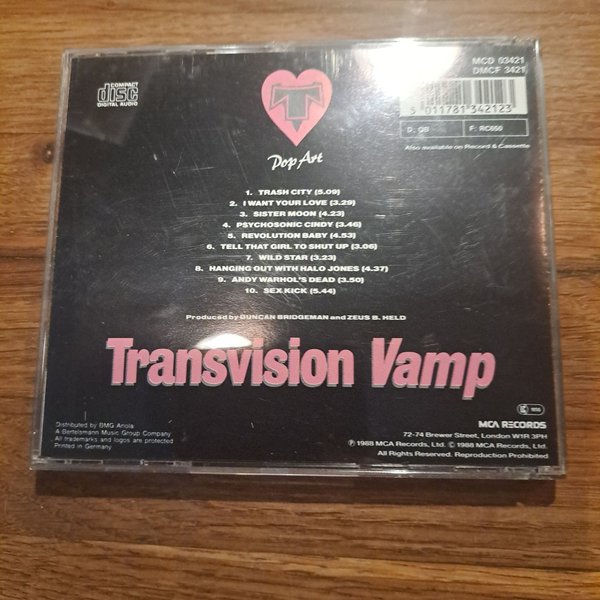 COMPACT
disc
DIGITAL AUDIO
MCD 03421
DMCF 3421
5 011781 342123
D: GB
F: RC650
Also available on Record & Cassette
T
Pop Art
1. TRASH CITY (5.09)
2. I WANT YOUR LOVE (3.29)
3. SISTER MOON (4.23)
4. PSYCHOSONIC CINDY (3.46)
5. REVOLUTION BABY (4.53)
6. TELL THAT GIRL TO SHUT UP (3.06)
7. WILD STAR (3.23)
8. HANGING OUT WITH HALO JONES (4.37)
9. ANDY WARHOL'S DEAD (3.50)
10. SEX KICK (5.44)
Produced by DUNCAN BRIDGEMAN and ZEUS B. HELD
Transvision Vamp
Distributed by BMG Ariola
A Bertelsmann Music Group Company
All trademarks and logos are protected
Printed in Germany
MCA RECORDS
72-74 Brewer Street, London W1R 3PH
℗ 1988 MCA Records, Ltd. © 1988 MCA Records, Ltd.
All Rights Reserved. Reproduction Prohibited